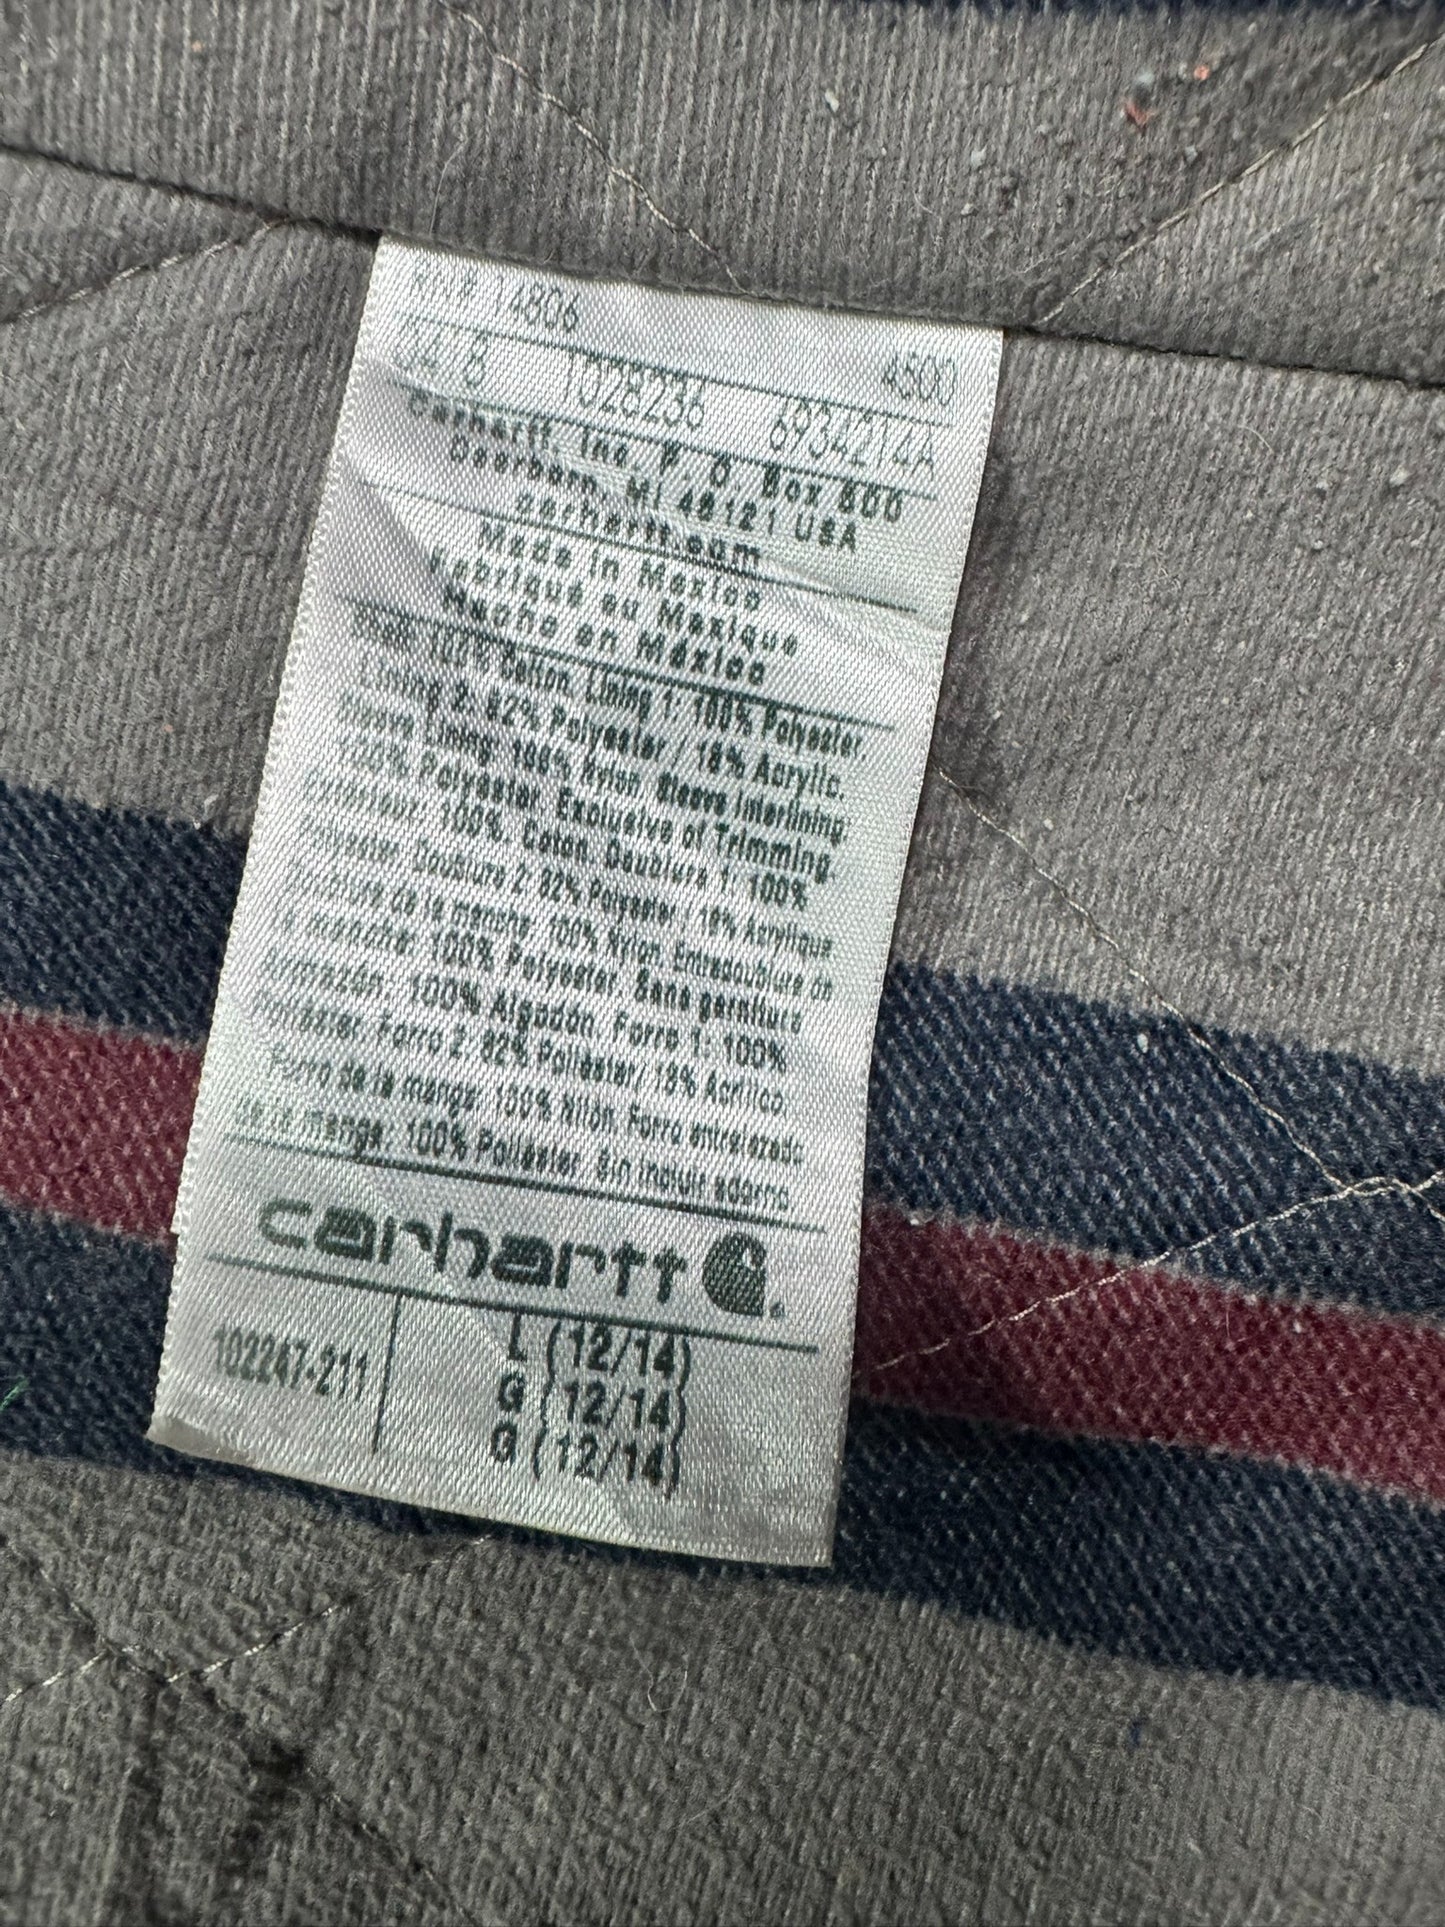 RN# 14806
1028236 6934214A 4500
Carhartt, Inc. P.O. Box 600
Dearborn, MI 48121 USA
Carhartt.com
Made in Mexico
Fabriqué au Mexique
Hecho en México
100% Cotton. Lining 1: 100% Polyester.
Lining 2: 82% Polyester / 18% Acrylic.
Lining: 100% Nylon. Sleeve Interlining
100% Polyester. Exclusive of Trimming.
100% Coton. Doublure 1: 100%
Doublure 2: 82% Polyester / 18% Acrylique
de la manche: 100% Nylon. Entredoublure de
la manche: 100% Polyester. Sans garniture
100% Algodón. Forro 1: 100%
Forro 2: 82% Poliéster / 18% Acrílico.
Forro de la manga: 100% Nilón. Forro entrelazado
de la manga: 100% Poliéster. Sin incluir adorno.
carhartt
102247-211
L (12/14)
G (12/14)
G (12/14)